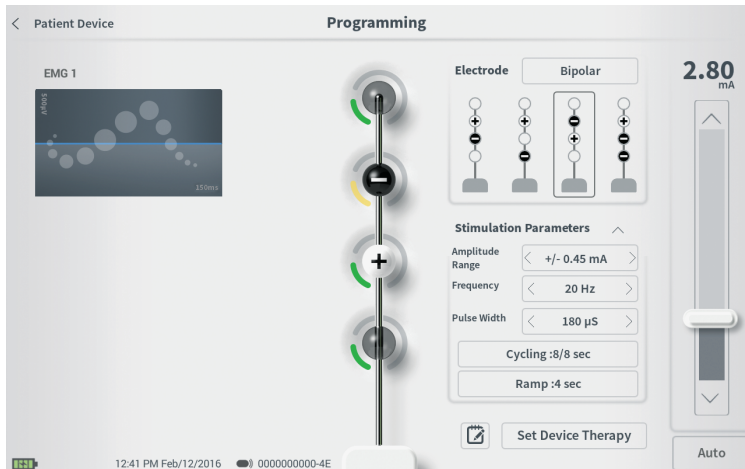 Patient Device
Programming
EMG 1
500µV
150ms
Electrode
Bipolar
2.80
mA
Stimulation Parameters
Amplitude
Range
+/- 0.45 mA
Frequency
20 Hz
Pulse Width
180 µS
Cycling :8/8 sec
Ramp :4 sec
Set Device Therapy
Auto
12:41 PM Feb/12/2016
0000000000-4E